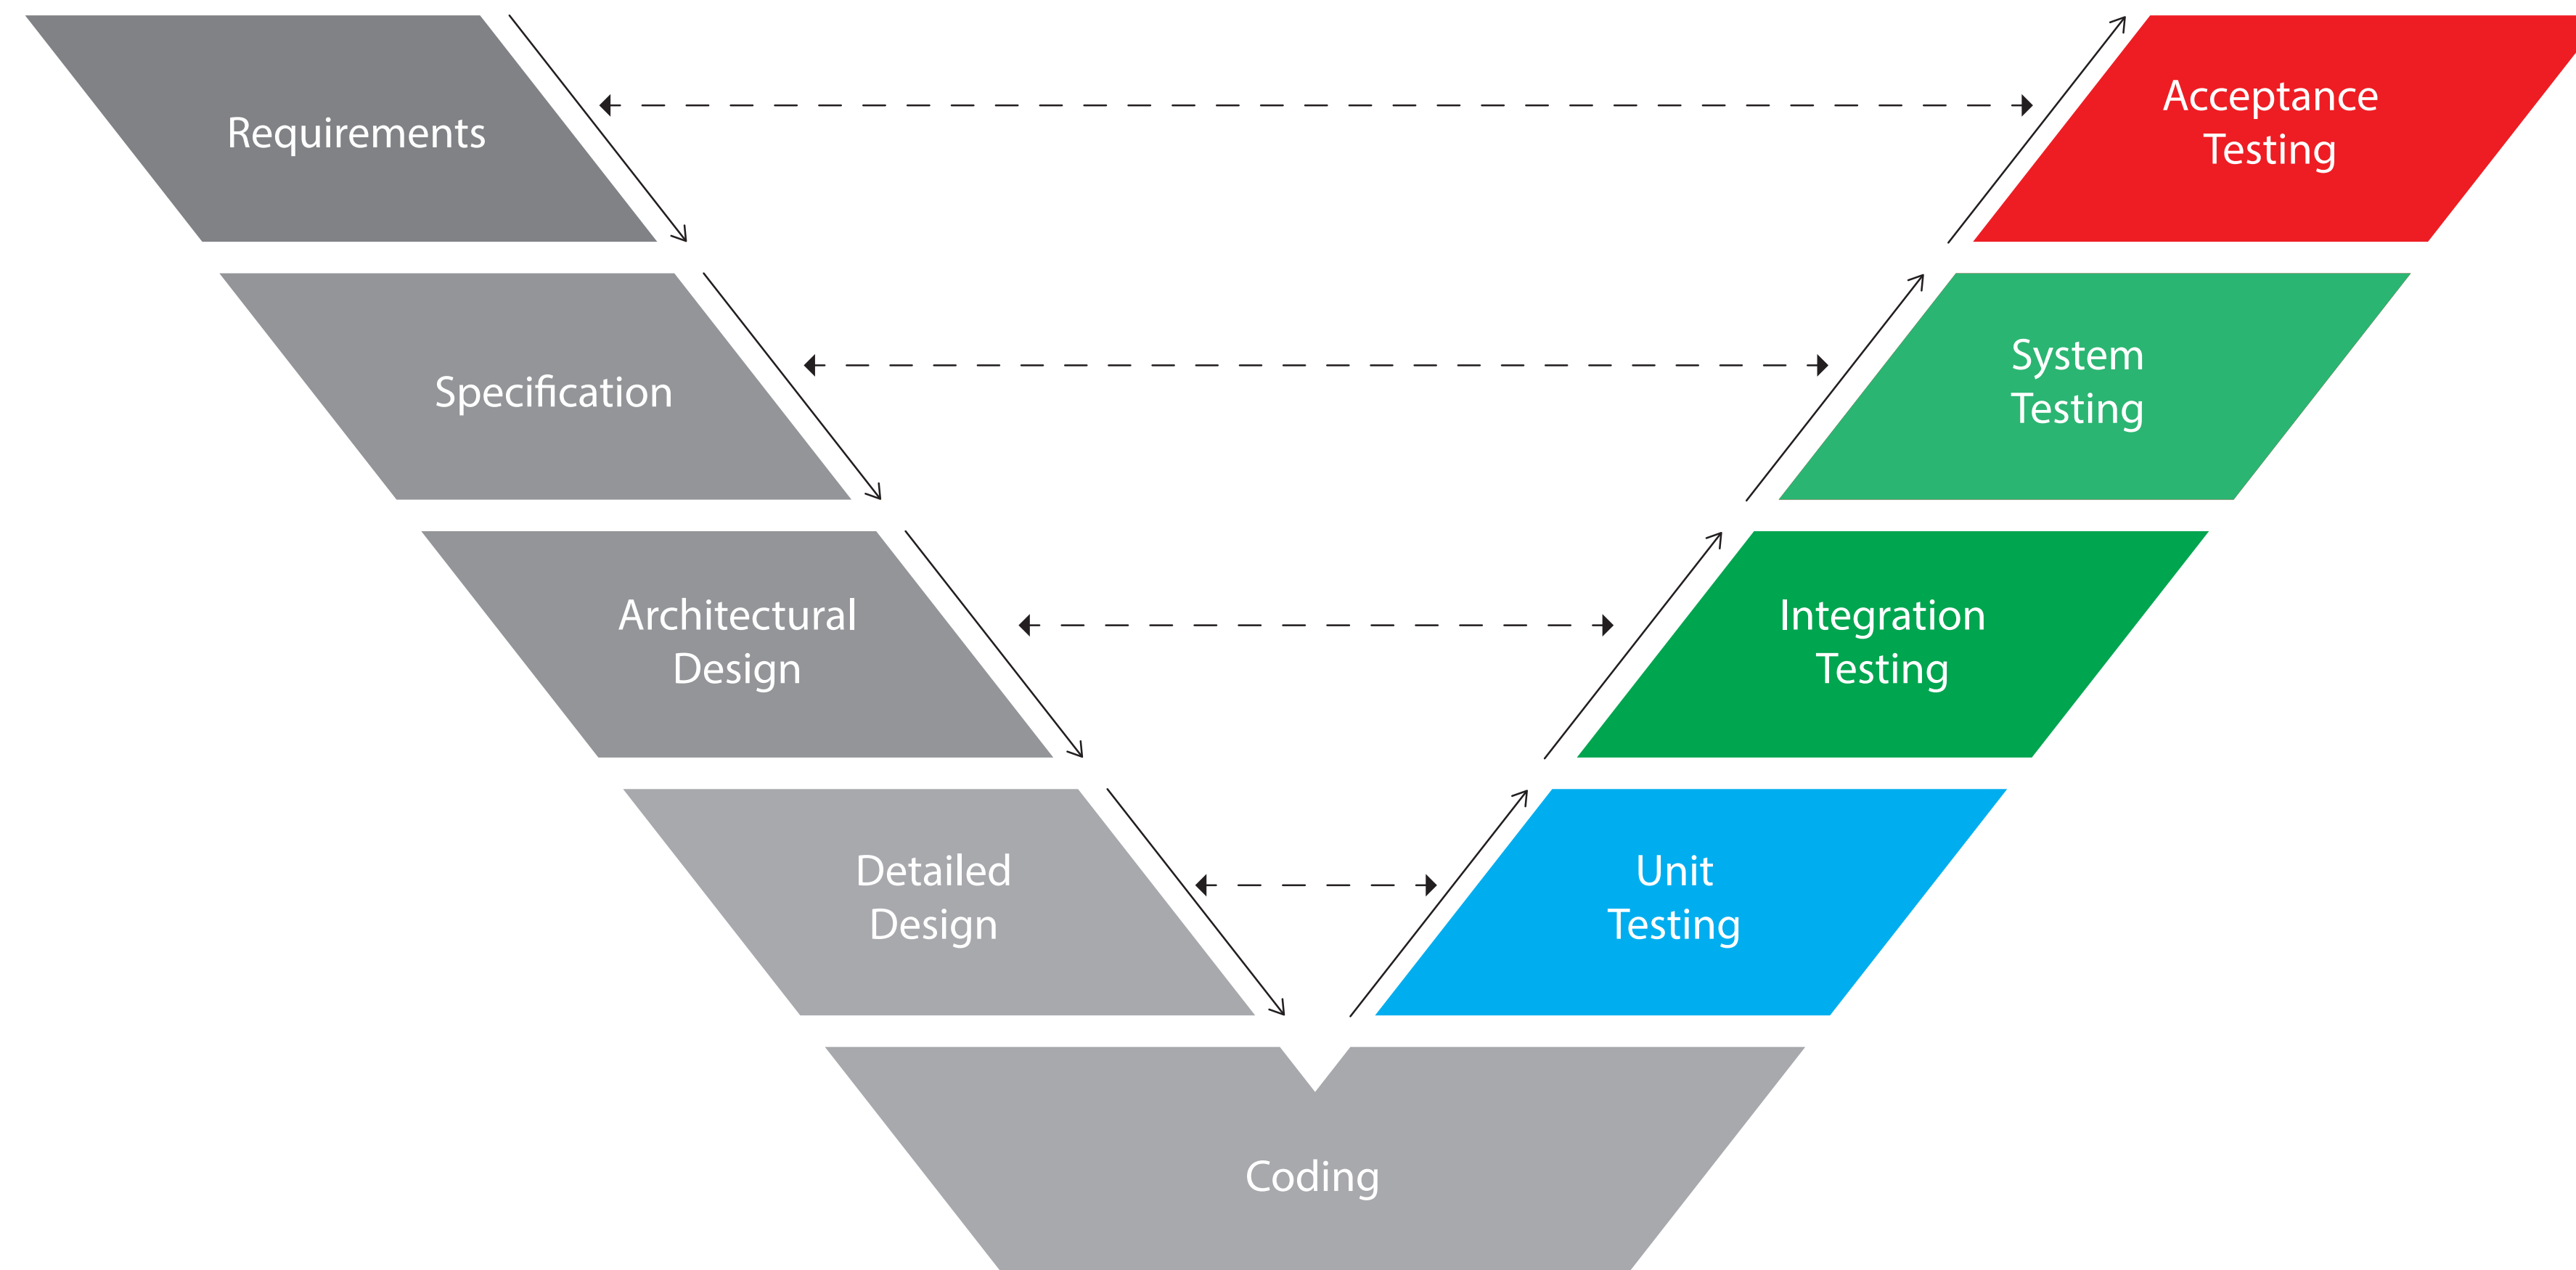 Requirements
Acceptance
Testing
Specification
System
Testing
Architectural
Design
Integration
Testing
Detailed
Design
Unit
Testing
Coding